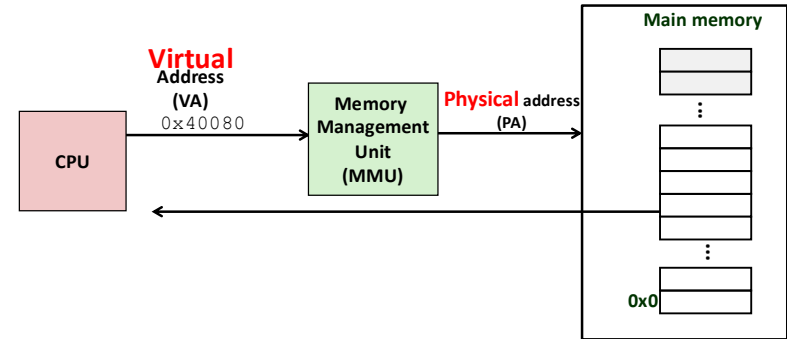 Virtual
Address
(VA)
0x40080
CPU
Memory
Management
Unit
(MMU)
Physical address
(PA)
Main memory
0x0